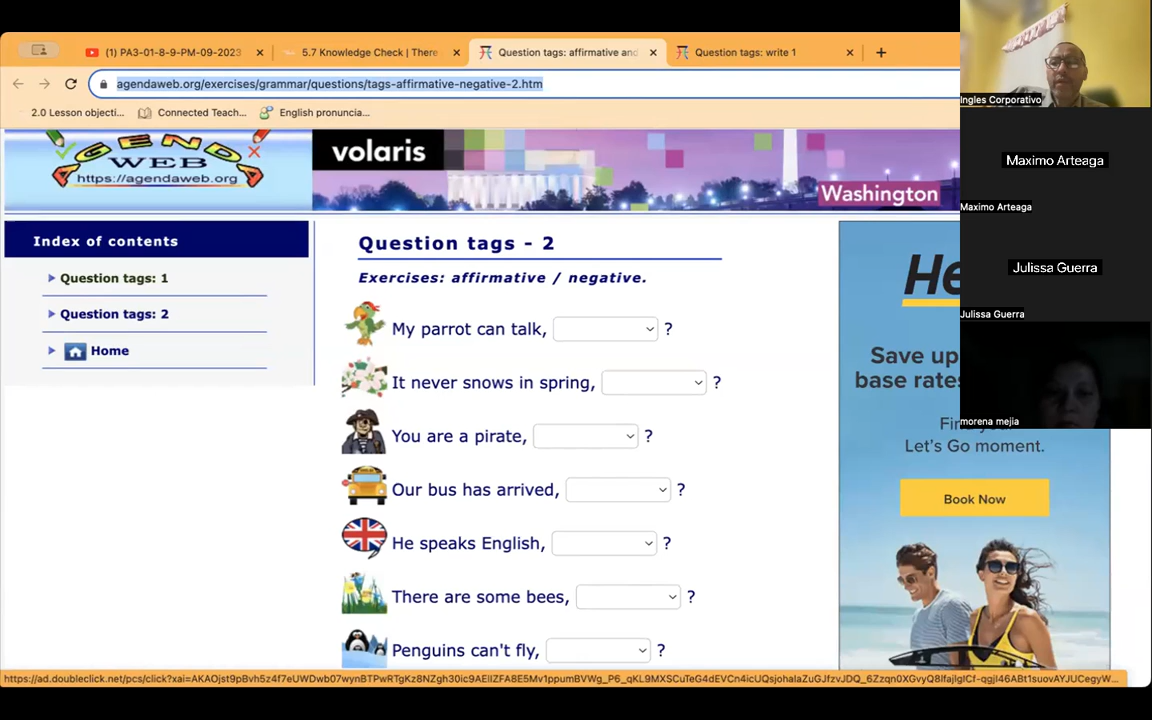 (1) PA3-01-8-9-PM-09-2023
5.7 Knowledge Check | There
Question tags: affirmative and
Question tags: write 1
agendaweb.org/exercises/grammar/questions/tags-affirmative-negative-2.htm
2.0 Lesson objecti...
Connected Teach...
English pronuncia...
AGENDA
WEB
https://agendaweb.org
volaris
Washington
Index of contents
Question tags: 1
Question tags: 2
Home
Question tags - 2
Exercises: affirmative / negative.
My parrot can talk, ?
It never snows in spring, ?
You are a pirate, ?
Our bus has arrived, ?
He speaks English, ?
There are some bees, ?
Penguins can't fly, ?
He
Save up
base rates
Find your
Let's Go moment.
Book Now
Ingles Corporativo
Maximo Arteaga
Maximo Arteaga
Julissa Guerra
Julissa Guerra
morena mejia